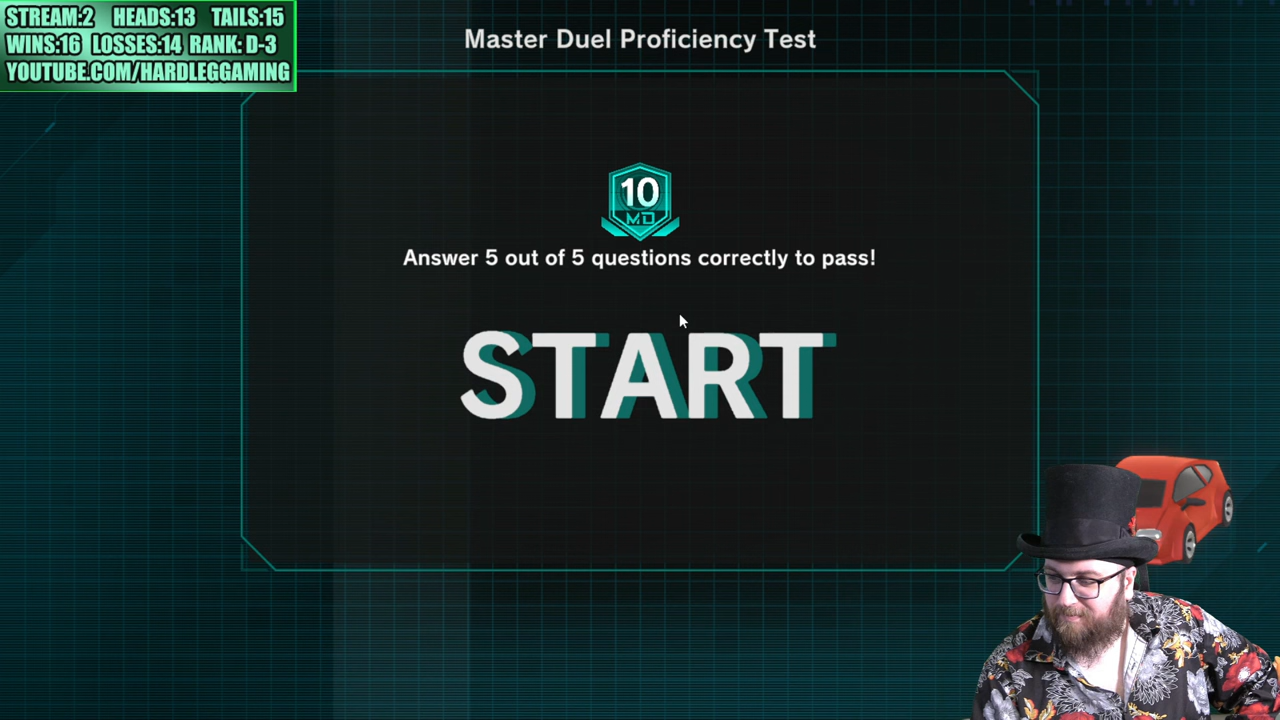 STREAM:2 HEADS:13 TAILS:15
WINS:16 LOSSES:14 RANK: D-3
YOUTUBE.COM/HARDLEGGAMING
Master Duel Proficiency Test
10
MD
Answer 5 out of 5 questions correctly to pass!
START